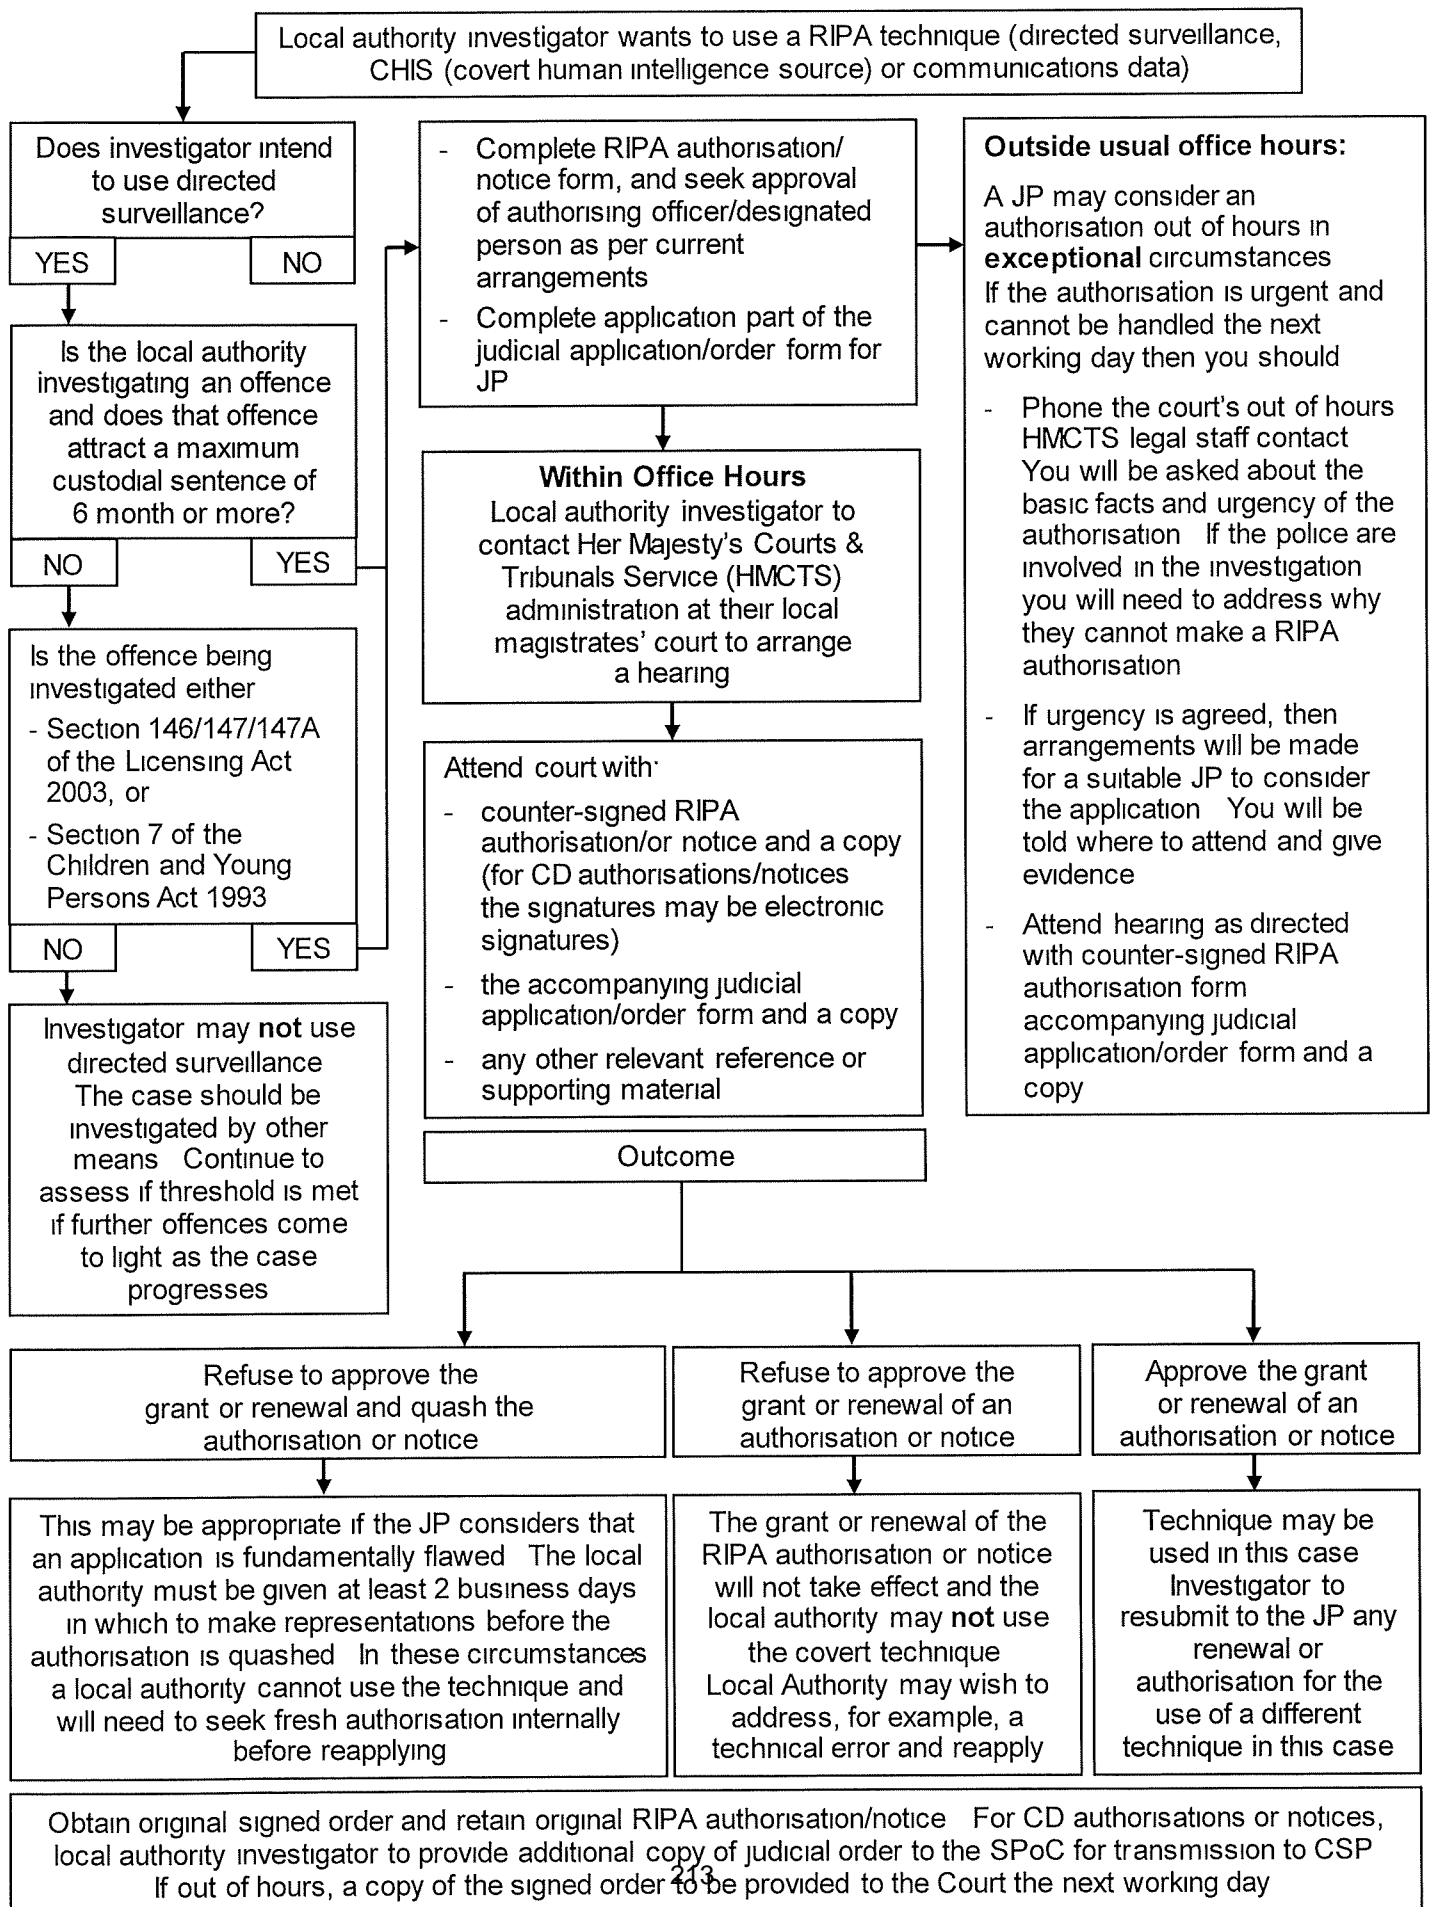 Local authority investigator wants to use a RIPA technique (directed surveillance,
CHIS (covert human intelligence source) or communications data)
Does investigator intend
to use directed
surveillance?
YES
NO
Is the local authority
investigating an offence
and does that offence
attract a maximum
custodial sentence of
6 month or more?
NO
YES
Is the offence being
investigated either
- Section 146/147/147A
of the Licensing Act
2003, or
- Section 7 of the
Children and Young
Persons Act 1993
NO
YES
Investigator may not use
directed surveillance
The case should be
investigated by other
means Continue to
assess if threshold is met
if further offences come
to light as the case
progresses
- Complete RIPA authorisation/
notice form, and seek approval
of authorising officer/designated
person as per current
arrangements
- Complete application part of the
judicial application/order form for
JP
Within Office Hours
Local authority investigator to
contact Her Majesty's Courts &
Tribunals Service (HMCTS)
administration at their local
magistrates' court to arrange
a hearing
Attend court with:
- counter-signed RIPA
authorisation/or notice and a copy
(for CD authorisations/notices
the signatures may be electronic
signatures)
- the accompanying judicial
application/order form and a copy
- any other relevant reference or
supporting material
Outside usual office hours:
A JP may consider an
authorisation out of hours in
exceptional circumstances
If the authorisation is urgent and
cannot be handled the next
working day then you should
- Phone the court's out of hours
HMCTS legal staff contact
You will be asked about the
basic facts and urgency of the
authorisation If the police are
involved in the investigation
you will need to address why
they cannot make a RIPA
authorisation
- If urgency is agreed, then
arrangements will be made
for a suitable JP to consider
the application You will be
told where to attend and give
evidence
- Attend hearing as directed
with counter-signed RIPA
authorisation form
accompanying judicial
application/order form and a
copy
Outcome
Refuse to approve the
grant or renewal and quash the
authorisation or notice
Refuse to approve the
grant or renewal of an
authorisation or notice
Approve the grant
or renewal of an
authorisation or notice
This may be appropriate if the JP considers that
an application is fundamentally flawed The local
authority must be given at least 2 business days
in which to make representations before the
authorisation is quashed In these circumstances
a local authority cannot use the technique and
will need to seek fresh authorisation internally
before reapplying
The grant or renewal of the
RIPA authorisation or notice
will not take effect and the
local authority may not use
the covert technique
Local Authority may wish to
address, for example, a
technical error and reapply
Technique may be
used in this case
Investigator to
resubmit to the JP any
renewal or
authorisation for the
use of a different
technique in this case
Obtain original signed order and retain original RIPA authorisation/notice For CD authorisations or notices,
local authority investigator to provide additional copy of judicial order to the SPoC for transmission to CSP
If out of hours, a copy of the signed order to be provided to the Court the next working day
213